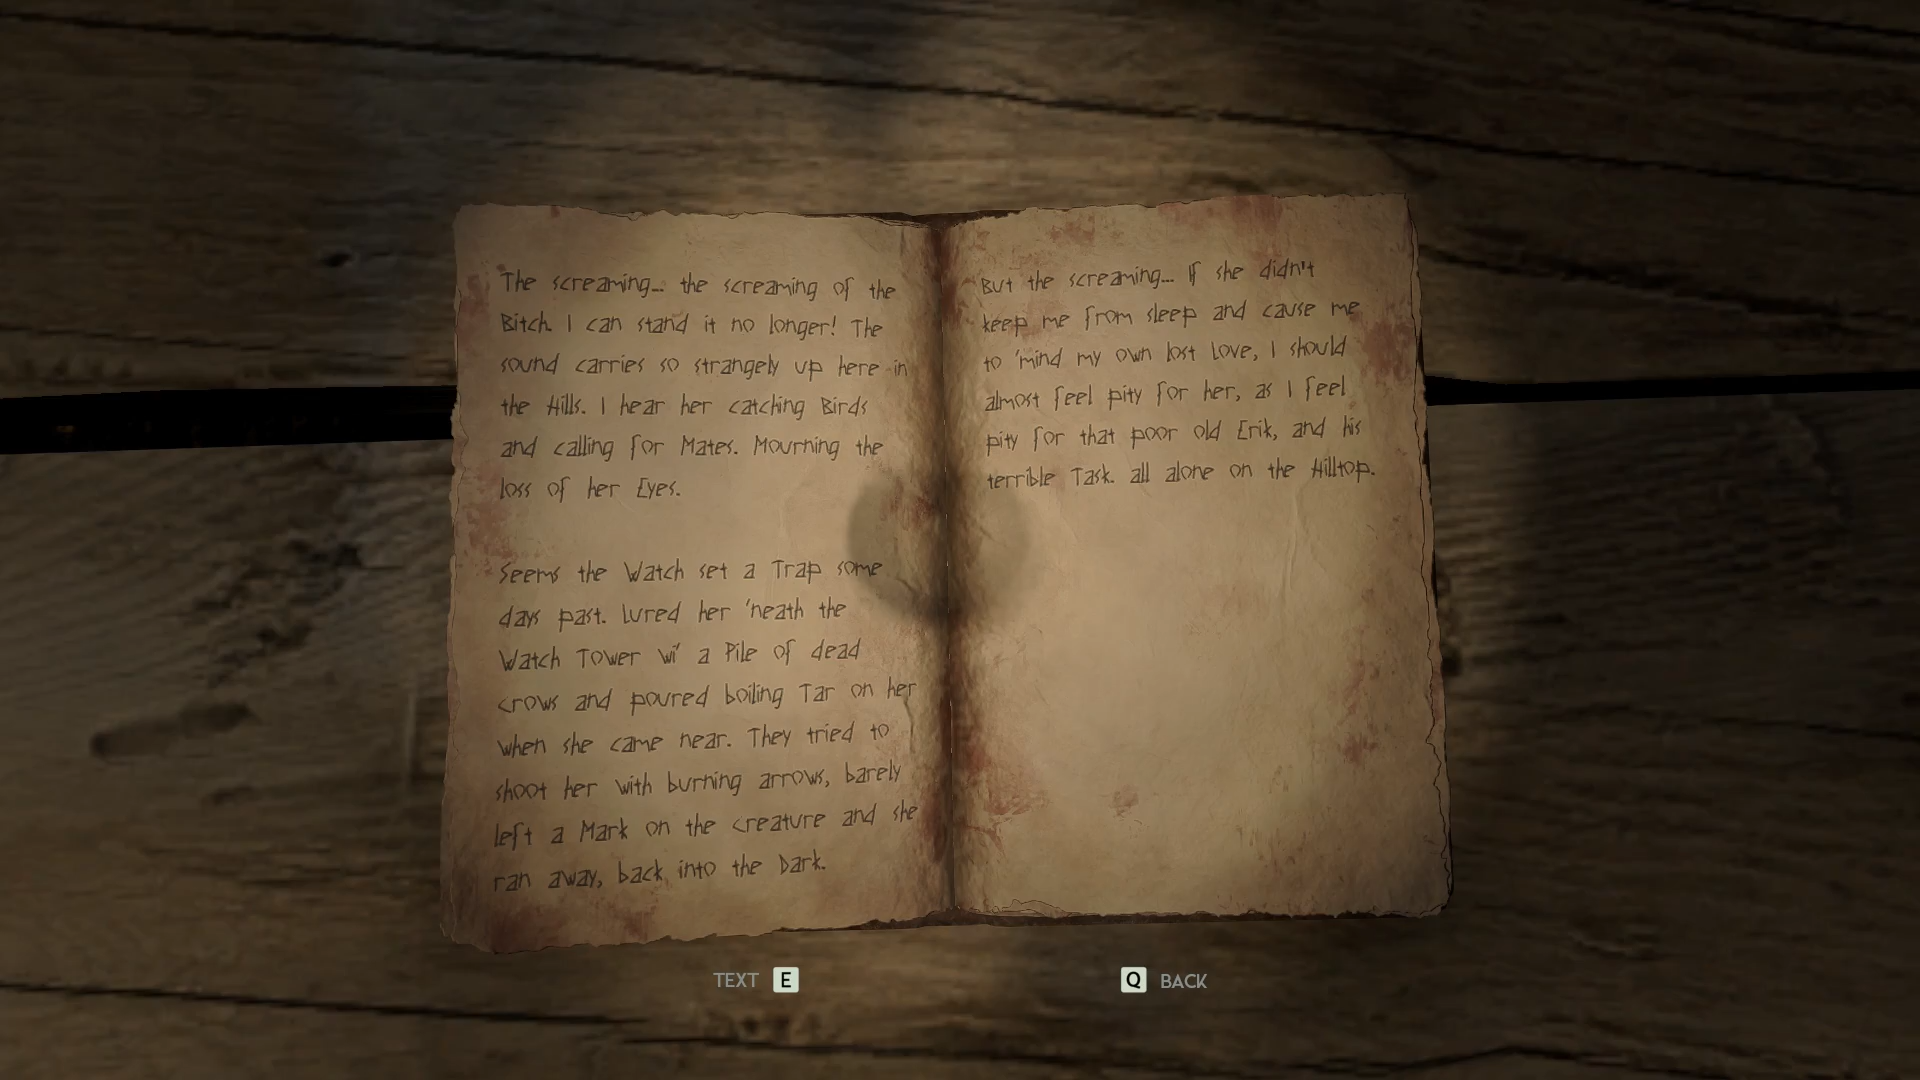 The screaming... the screaming of the
Bitch. I can stand it no longer! The
sound carries so strangely up here in
the Hills. I hear her catching Birds
and calling for Mates. Mourning the
loss of her Eyes.
Seems the Watch set a Trap some
days past. Lured her 'neath the
Watch Tower wi' a Pile of dead
crows and poured boiling Tar on her
when she came near. They tried to
shoot her with burning arrows, barely
left a Mark on the creature and she
ran away, back into the Dark.
But the screaming... If she didn't
keep me from sleep and cause me
to 'mind my own lost Love, I should
almost feel pity for her, as I feel
pity for that poor old Erik, and his
terrible Task. all alone on the Hilltop.
TEXT E
Q BACK